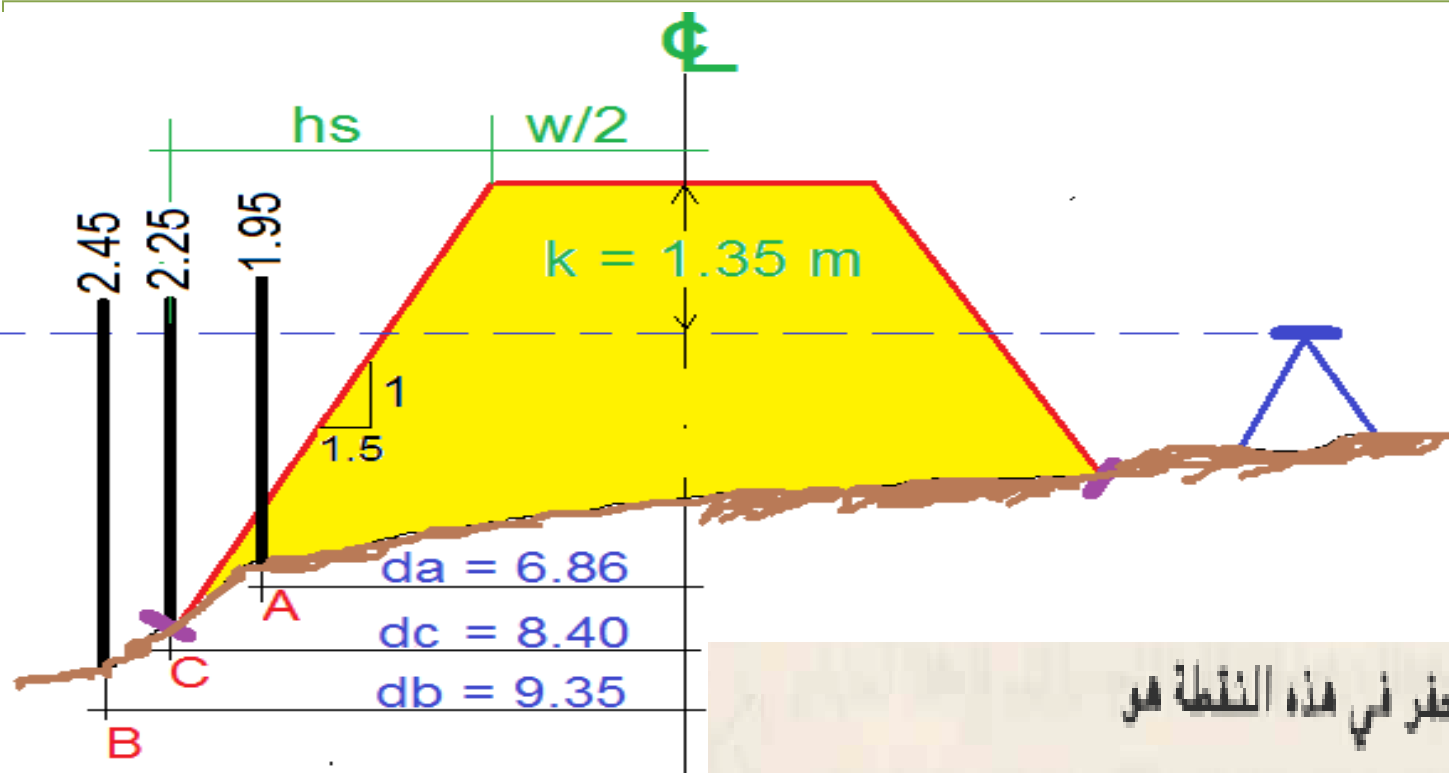 ℄
hs
w/2
2.45
2.25
1.95
k = 1.35 m
1
1.5
da = 6.86
A
dc = 8.40
C
db = 9.35
B
في هذه النقطة هو